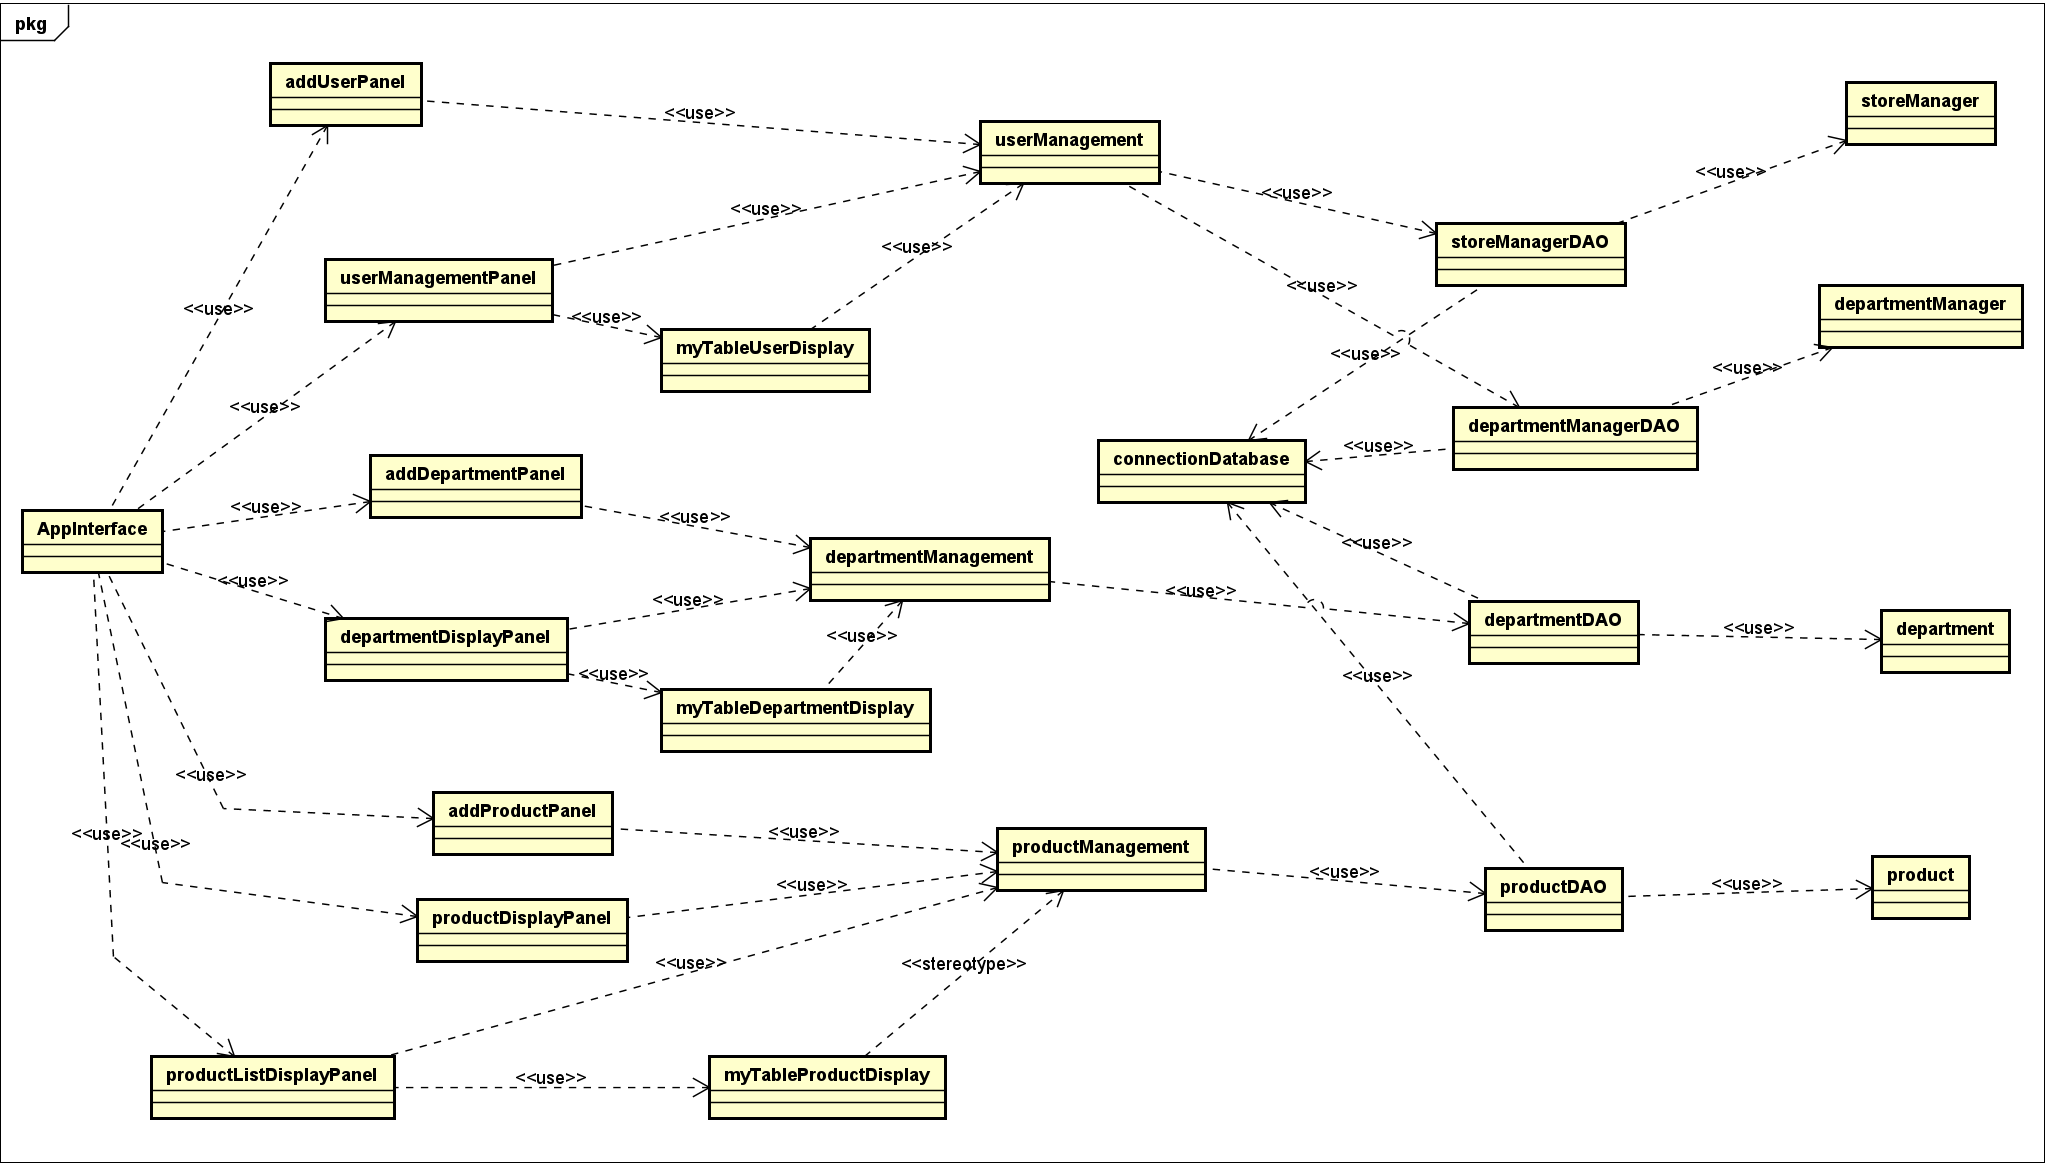 pkg
addUserPanel
storeManager
<<use>>
userManagement
<<use>>
<<use>>
<<use>>
storeManagerDAO
<<use>>
userManagementPanel
<<use>>
<<use>>
departmentManager
<<use>>
myTableUserDisplay
<<use>>
<<use>>
<<use>>
departmentManagerDAO
<<use>>
connectionDatabase
addDepartmentPanel
<<use>>
<<use>>
AppInterface
<<use>>
departmentManagement
<<use>>
<<use>>
<<use>>
departmentDAO
<<use>>
department
departmentDisplayPanel
<<use>>
<<use>>
<<use>>
myTableDepartmentDisplay
<<use>>
addProductPanel
<<use>>
<<use>>
<<use>>
productManagement
<<use>>
product
<<use>>
productDAO
<<use>>
productDisplayPanel
<<use>>
<<stereotype>>
productListDisplayPanel
<<use>>
myTableProductDisplay